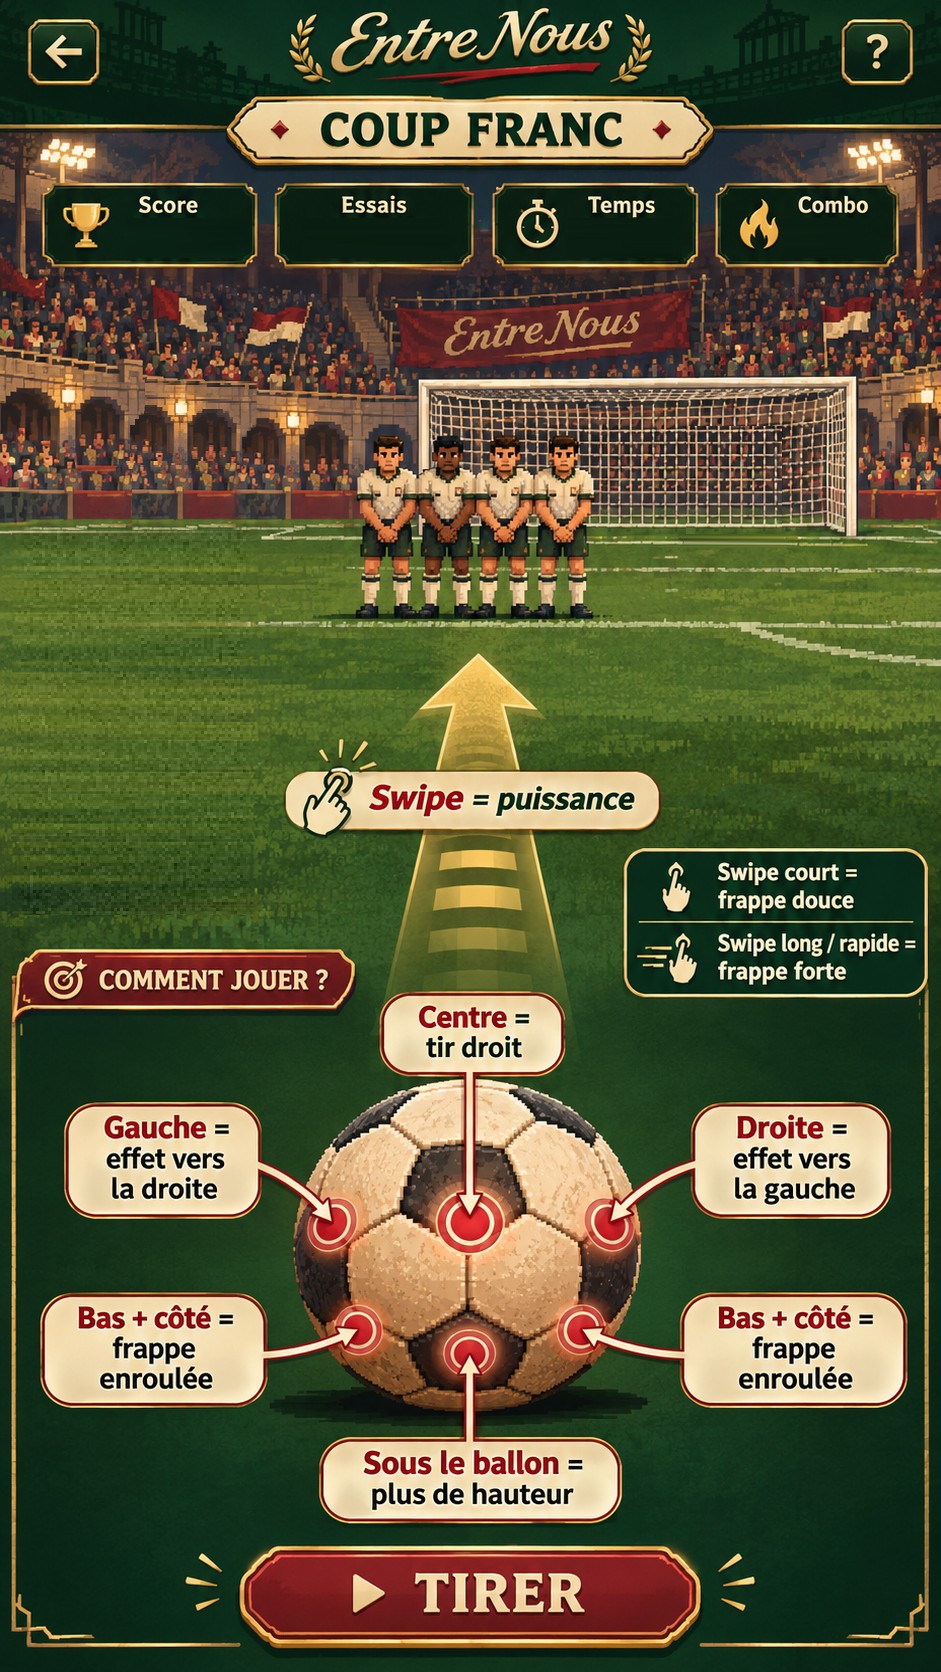 Entre Nous
?
COUP FRANC
Score
Essais
Temps
Combo
Entre Nous
Swipe = puissance
Swipe court =
frappe douce
Swipe long / rapide =
frappe forte
COMMENT JOUER ?
Centre =
tir droit
Gauche =
effet vers
la droite
Droite =
effet vers
la gauche
Bas + côté =
frappe
enroulée
Bas + côté =
frappe
enroulée
Sous le ballon =
plus de hauteur
TIRER